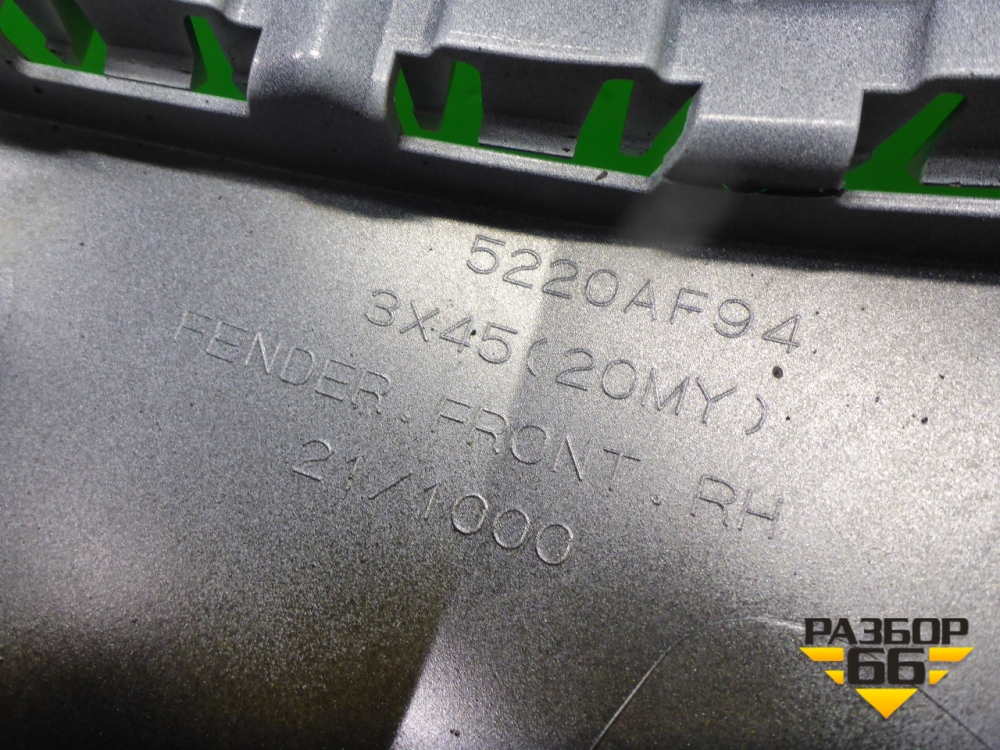 5220AF94
3X45(20MY)
FENDER.FRONT.RH
21/1000
РАЗБОР
66